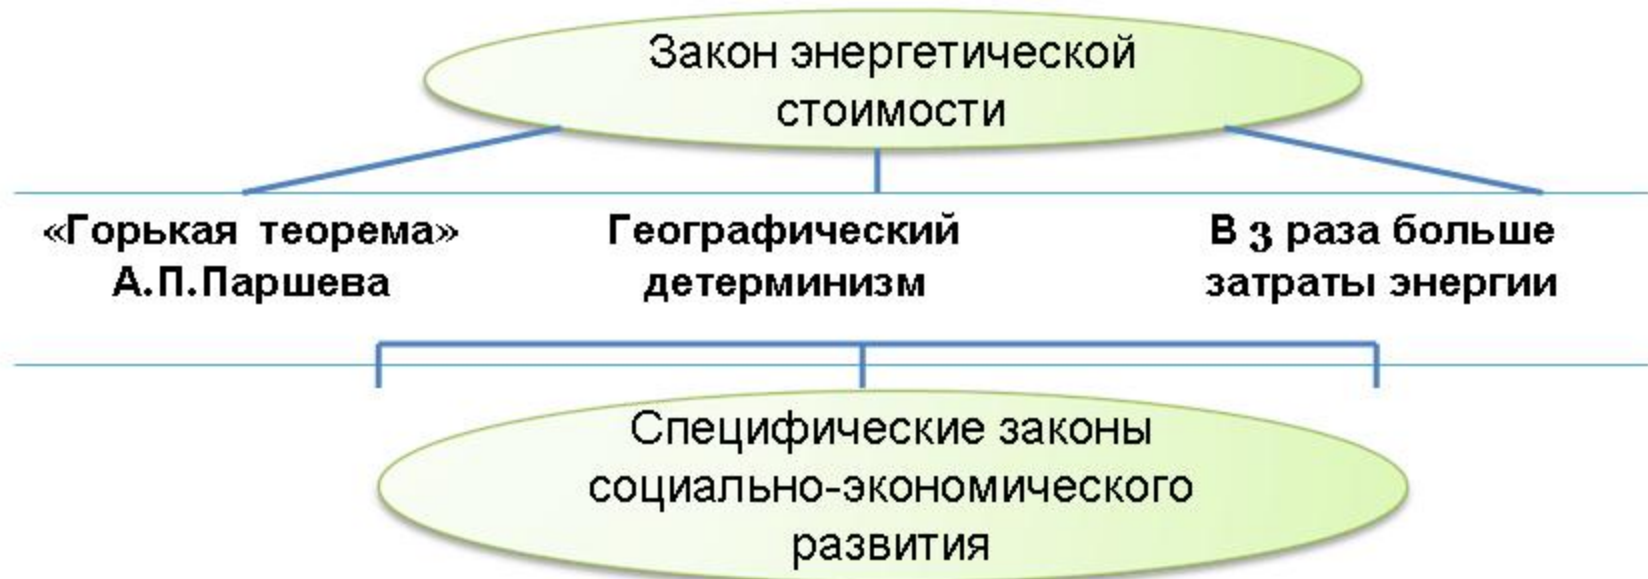 Закон энергетической
стоимости
«Горькая теорема»
А.П.Паршева
Географический
детерминизм
В 3 раза больше
затраты энергии
Специфические законы
социально-экономического
развития